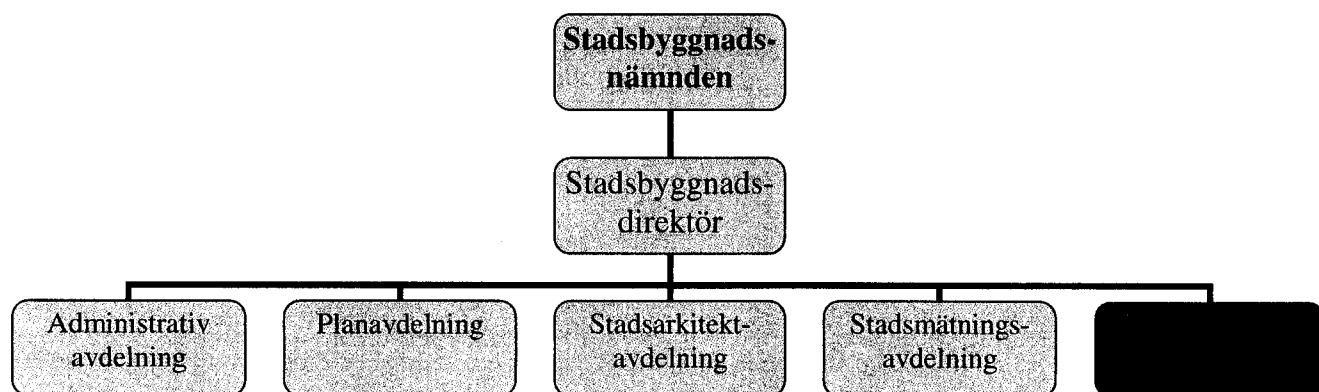 Stadsbyggnads-
nämnden
Stadsbyggnads-
direktör
Administrativ
avdelning
Planavdelning
Stadsarkitekt-
avdelning
Stadsmätnings-
avdelning